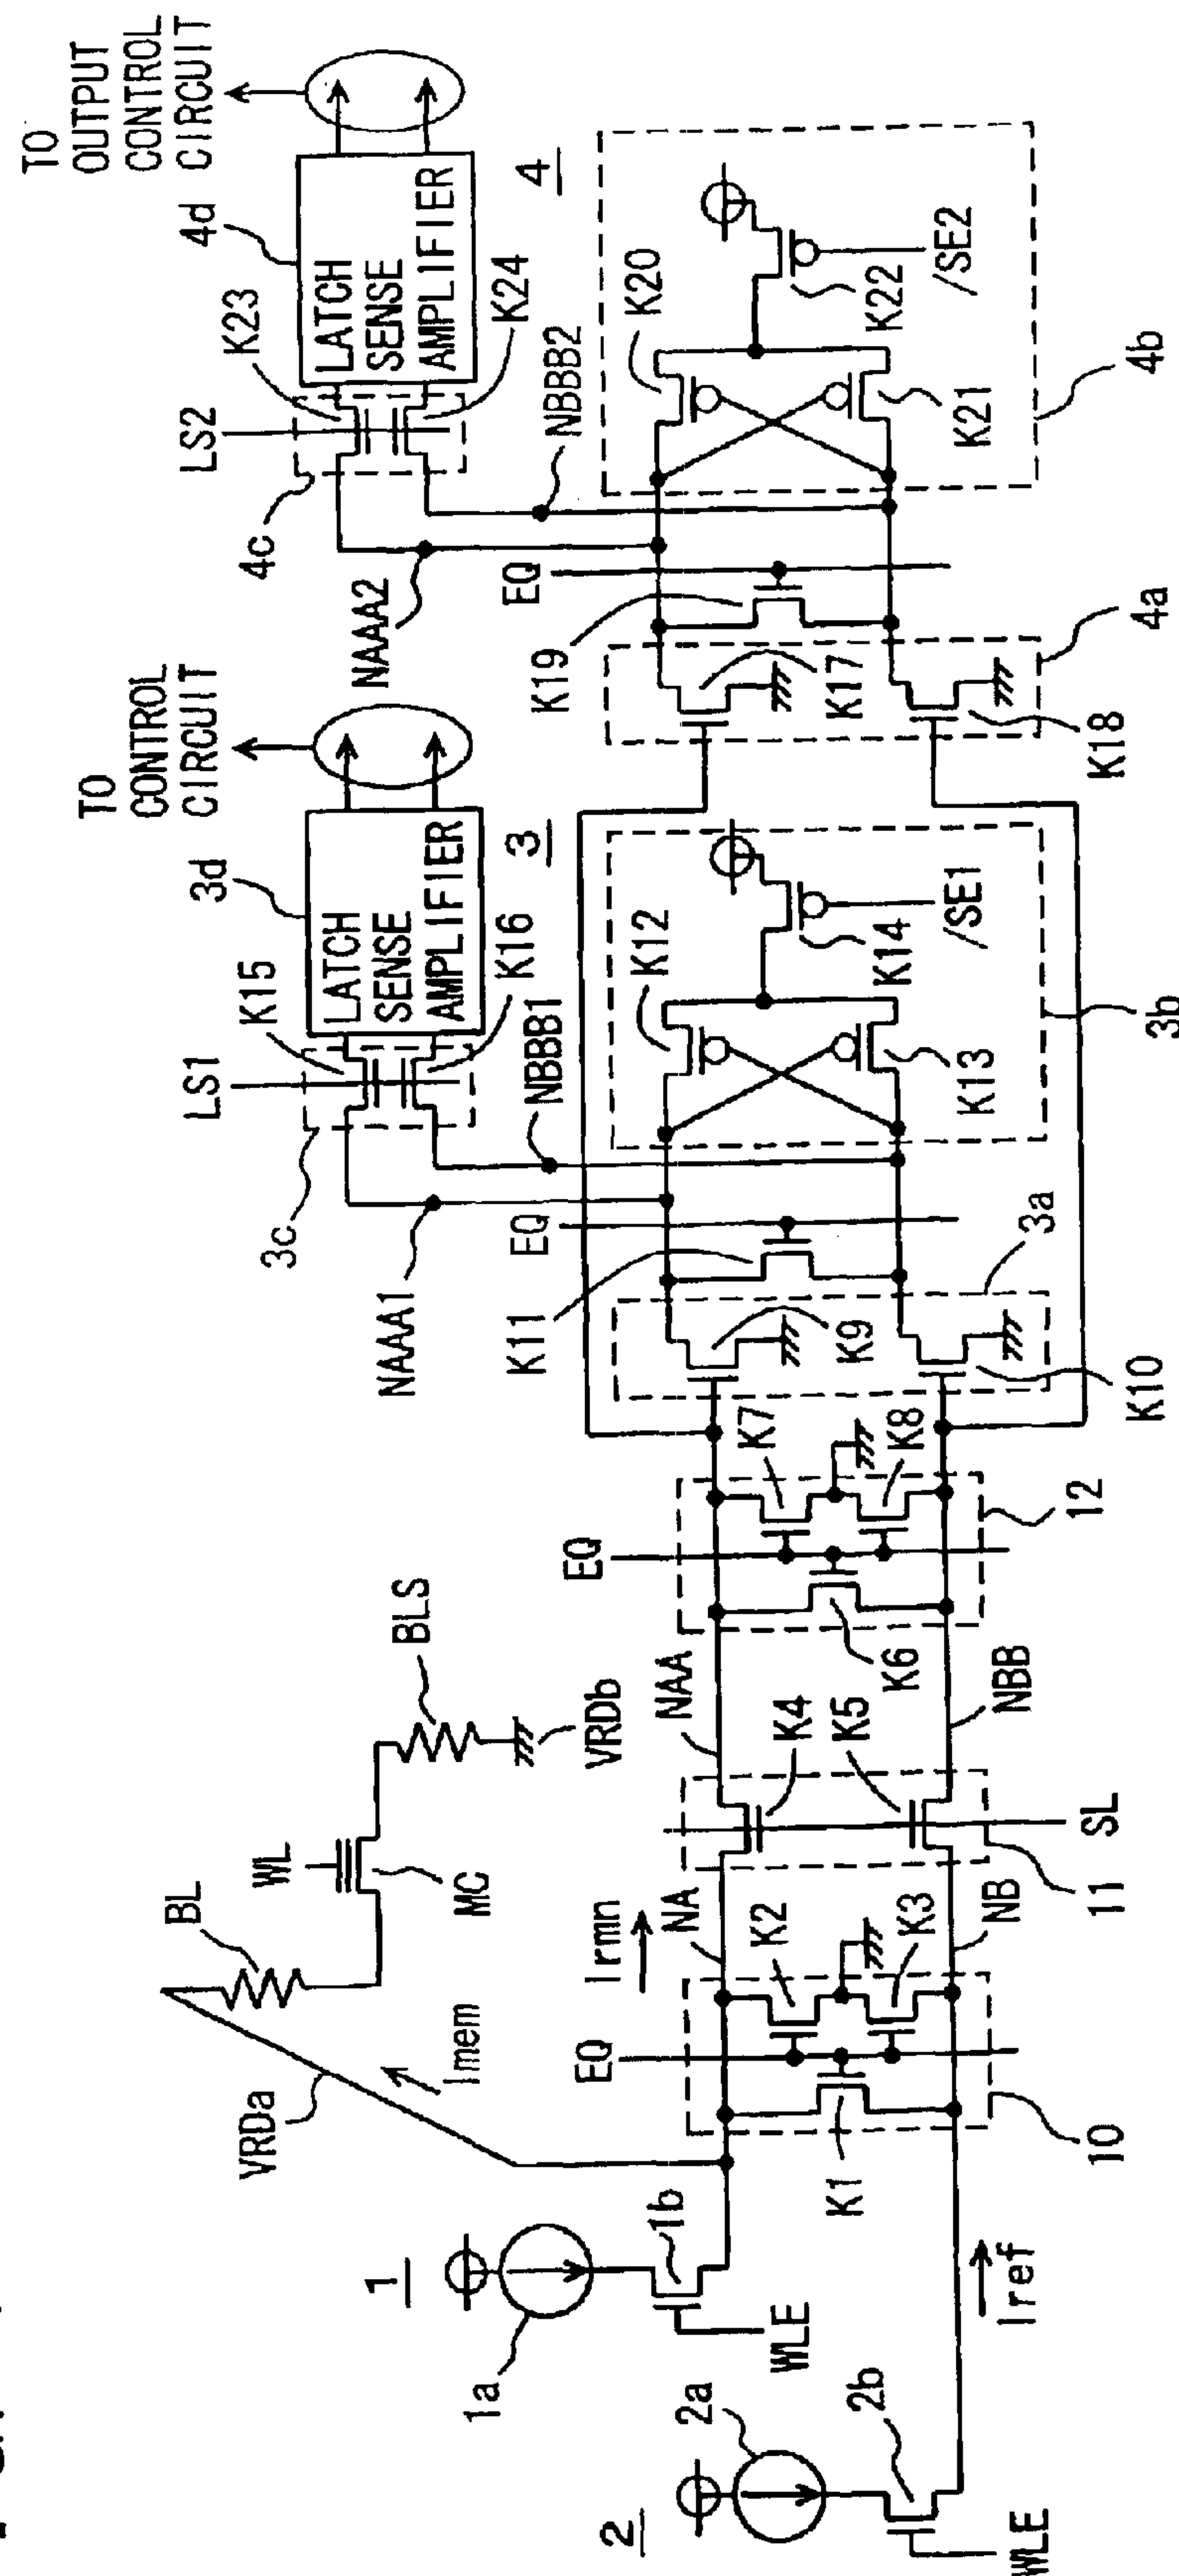 TO
OUTPUT
CONTROL
CIRCUIT
4d
LATCH
SENSE
AMPLIFIER
K23
K24
LS2
4c
NAAA2
NBBB2
4
K20
K21
K22
/SE2
4b
EQ
K19
K17
K18
4a
TO
CONTROL
CIRCUIT
3d
LATCH
SENSE
AMPLIFIER
K15
K16
LS1
3c
NAAA1
NBBB1
3
K12
K13
K14
/SE1
3b
EQ
K11
K9
K10
3a
EQ
K7
K8
K6
12
NAA
NBB
K4
K5
SL
11
BL
WL
MC
BLS
VRDb
VRDa
Imem
Irmn
NA
NB
EQ
K2
K3
K1
10
1
1a
1b
WLE
Iref
2
2a
2b
WLE